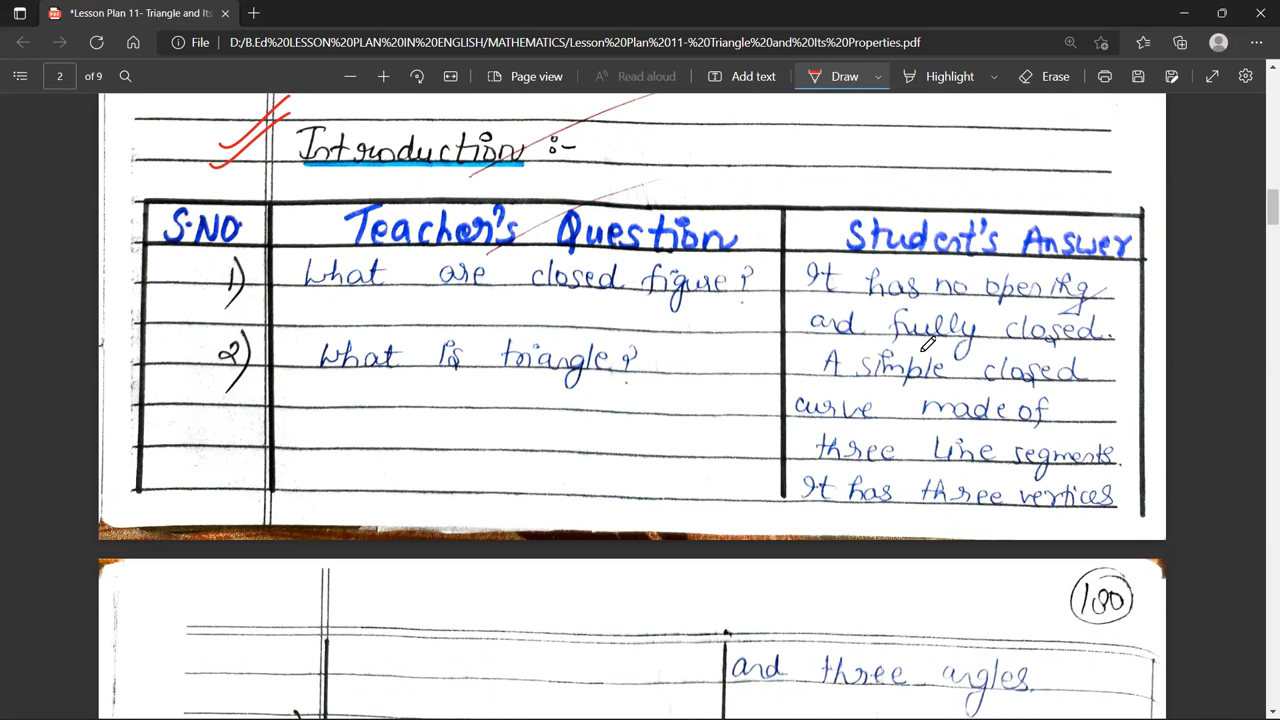 *Lesson Plan 11- Triangle and Its
File D:/B.Ed%20LESSON%20PLAN%20IN%20ENGLISH/MATHEMATICS/Lesson%20Plan%2011-%20Triangle%20and%20Its%20Properties.pdf
2 of 9 Page view Read aloud Add text Draw Highlight Erase
Introduction :-
S.NO Teacher's Question Student's Answer
1) What are closed figure? It has no opening
and fully closed.
2) What is triangle? A simple closed
curve made of
three line segments.
It has three vertices
180
and three angles.